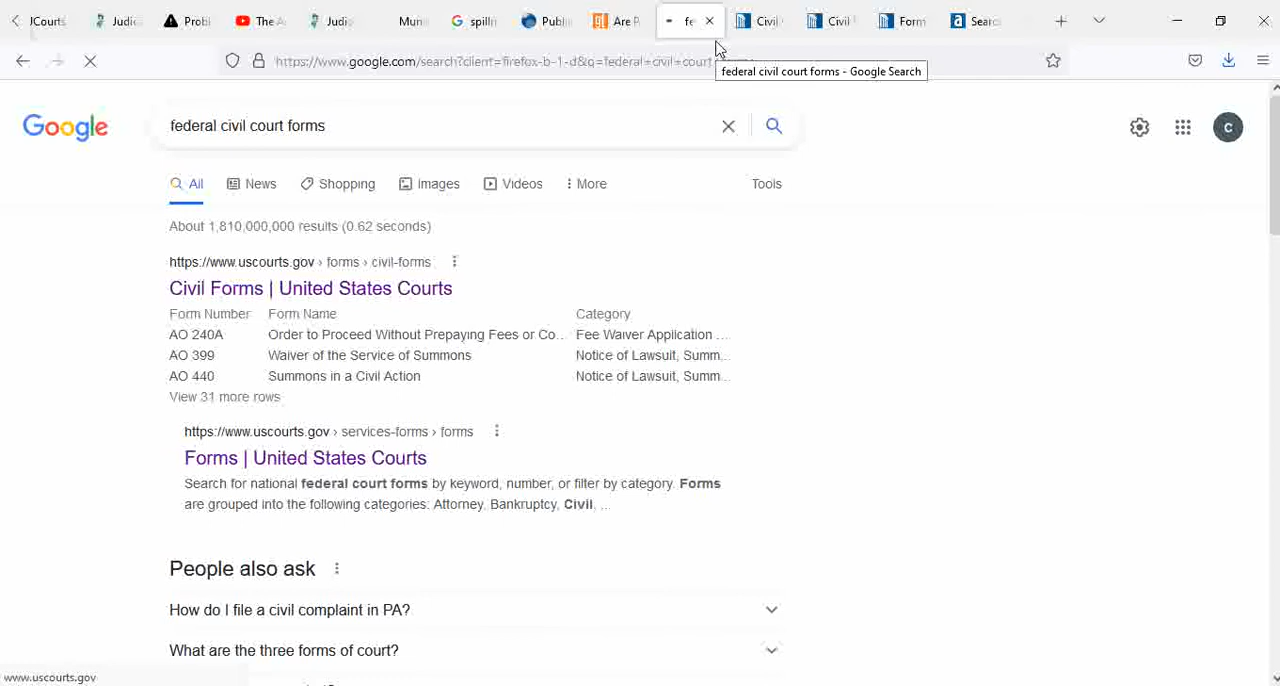 JCourts
Judic
Probl
The A
Judic
Mun
spillm
Public
Are P
fe
Civil
Civil
Form
Searc
https://www.google.com/search?client=firefox-b-1-d&q=federal+civil+court
federal civil court forms - Google Search
Google
federal civil court forms
C
All
News
Shopping
Images
Videos
More
Tools
About 1,810,000,000 results (0.62 seconds)
https://www.uscourts.gov › forms › civil-forms
Civil Forms | United States Courts
Form Number Form Name Category
AO 240A Order to Proceed Without Prepaying Fees or Co... Fee Waiver Application ...
AO 399 Waiver of the Service of Summons Notice of Lawsuit, Summ...
AO 440 Summons in a Civil Action Notice of Lawsuit, Summ...
View 31 more rows
https://www.uscourts.gov › services-forms › forms
Forms | United States Courts
Search for national federal court forms by keyword, number, or filter by category. Forms
are grouped into the following categories: Attorney, Bankruptcy, Civil, ...
People also ask
How do I file a civil complaint in PA?
What are the three forms of court?
www.uscourts.gov